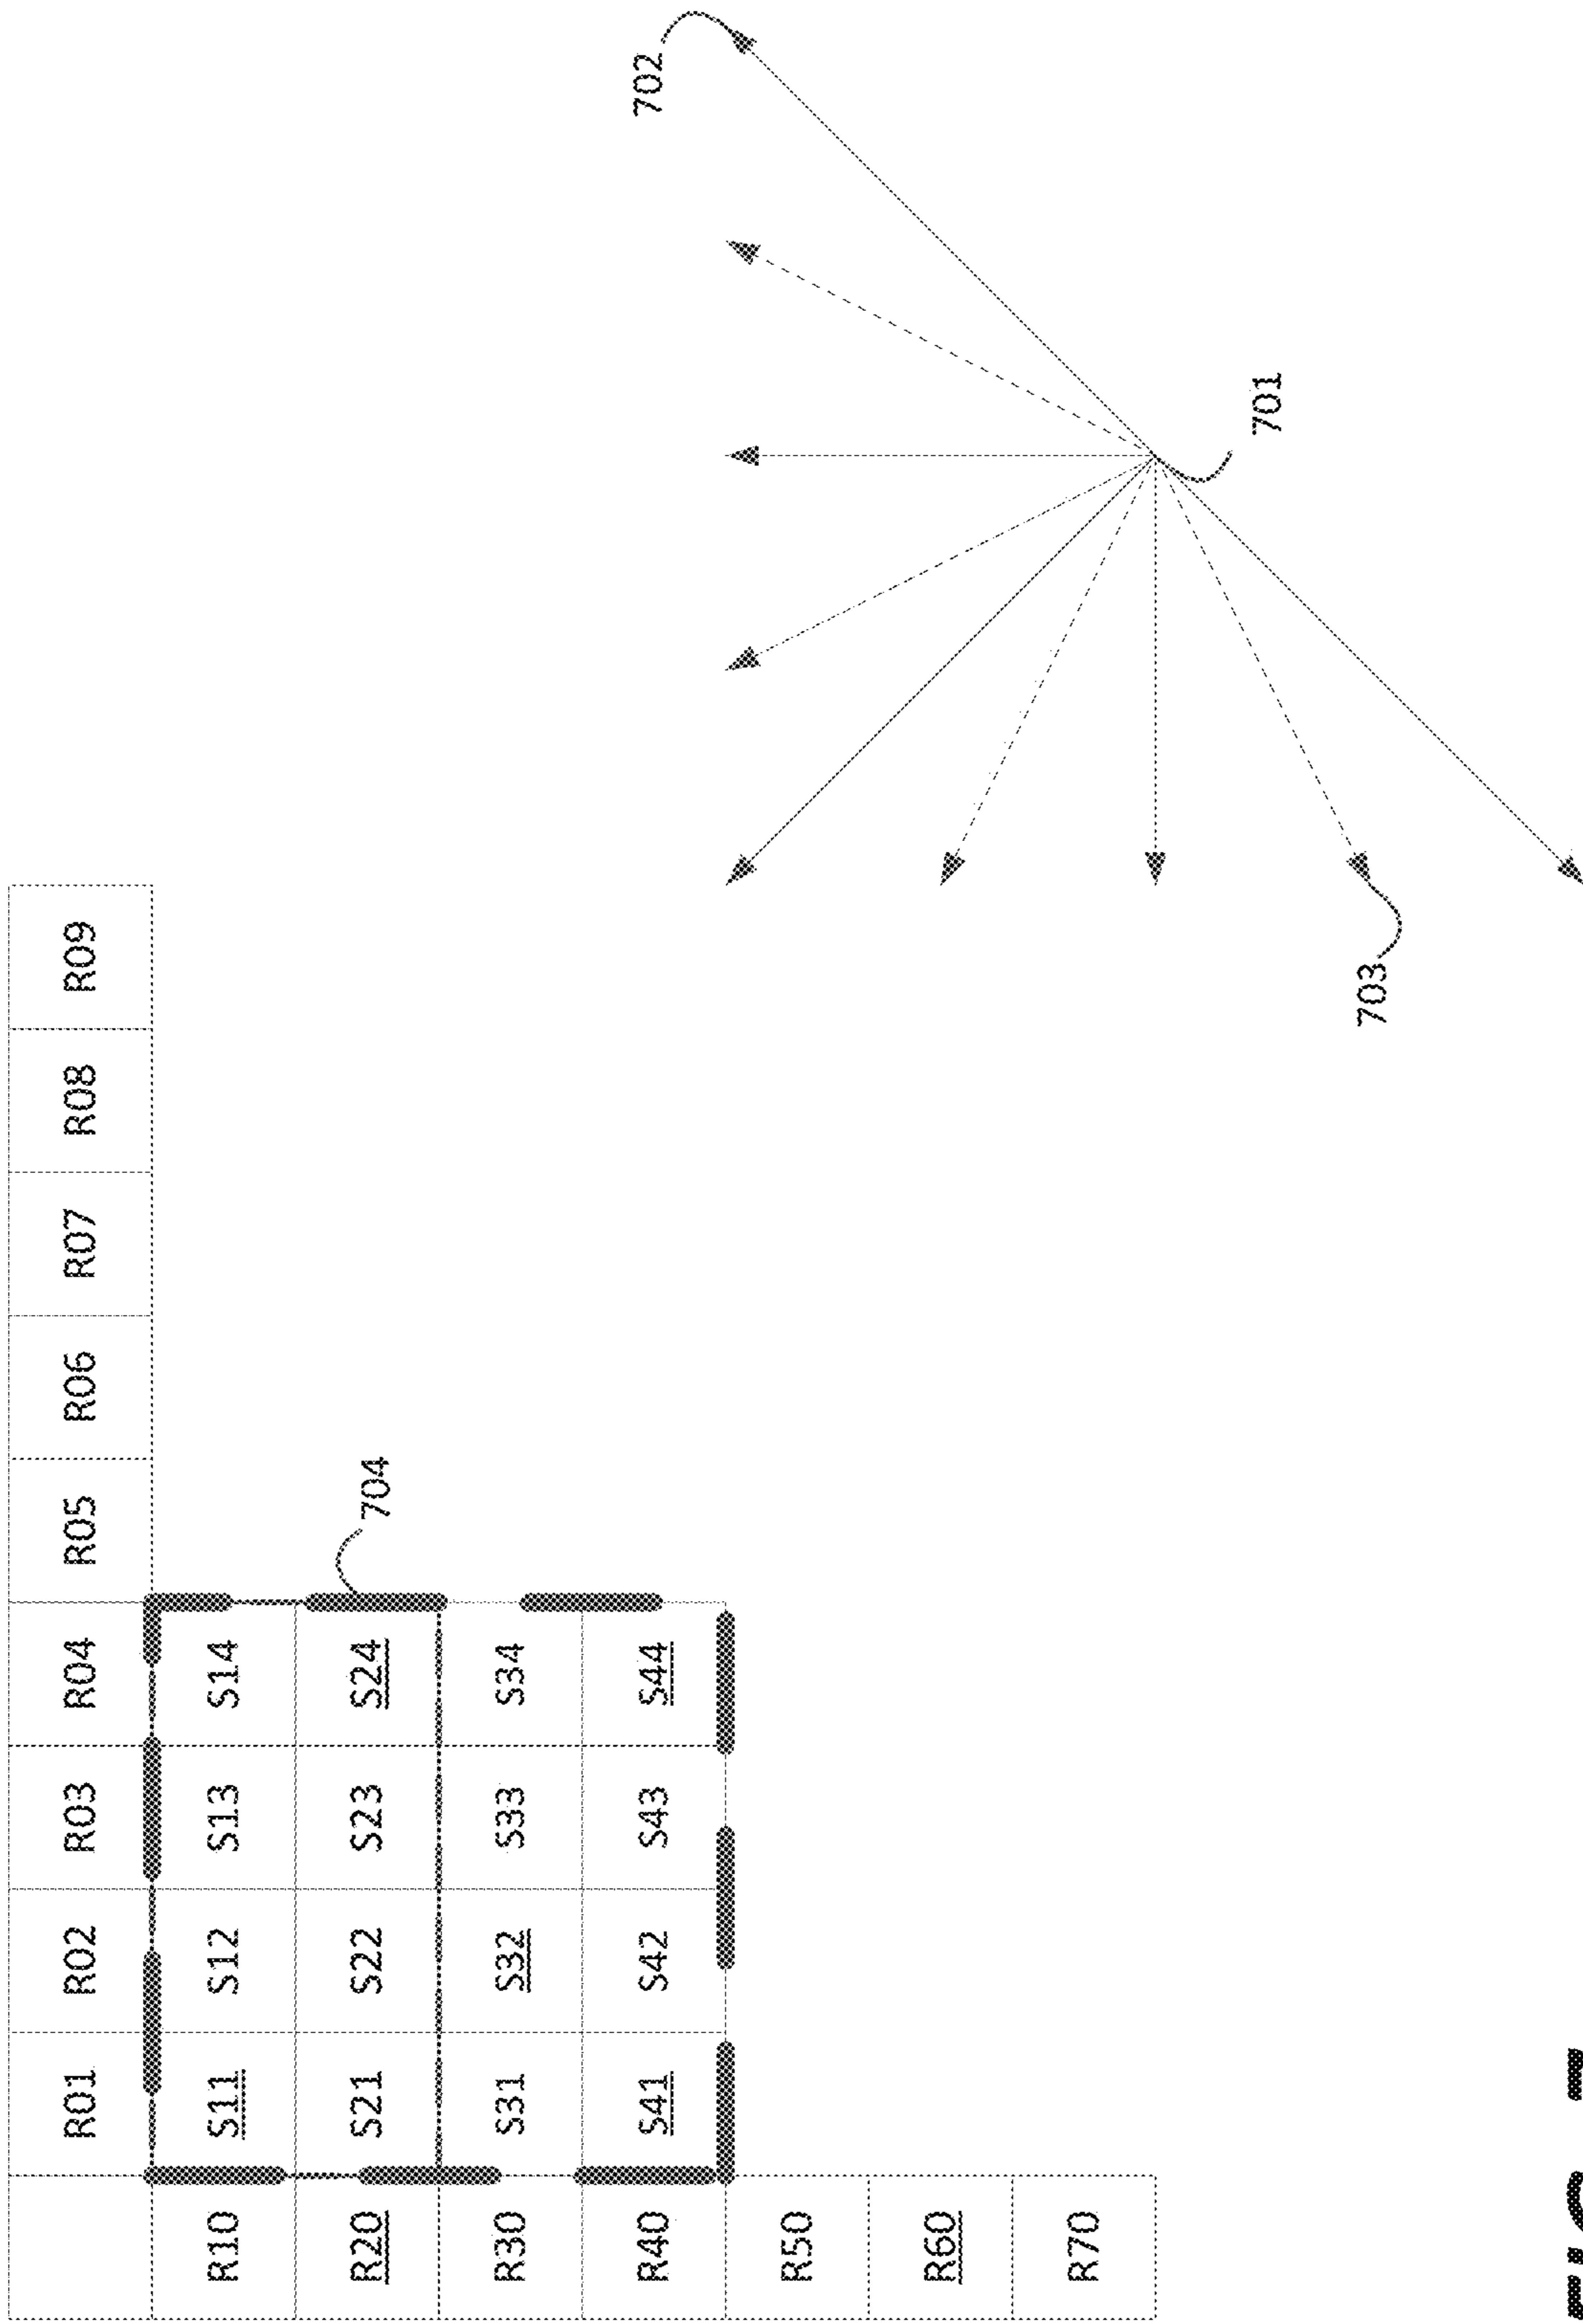 R01 R02 R03 R04 R05 R06 R07 R08 R09
R10 S11 S12 S13 S14
R20 S21 S22 S23 S24 704
R30 S31 S32 S33 S34
R40 S41 S42 S43 S44 702
R50
R60
R70
701
703